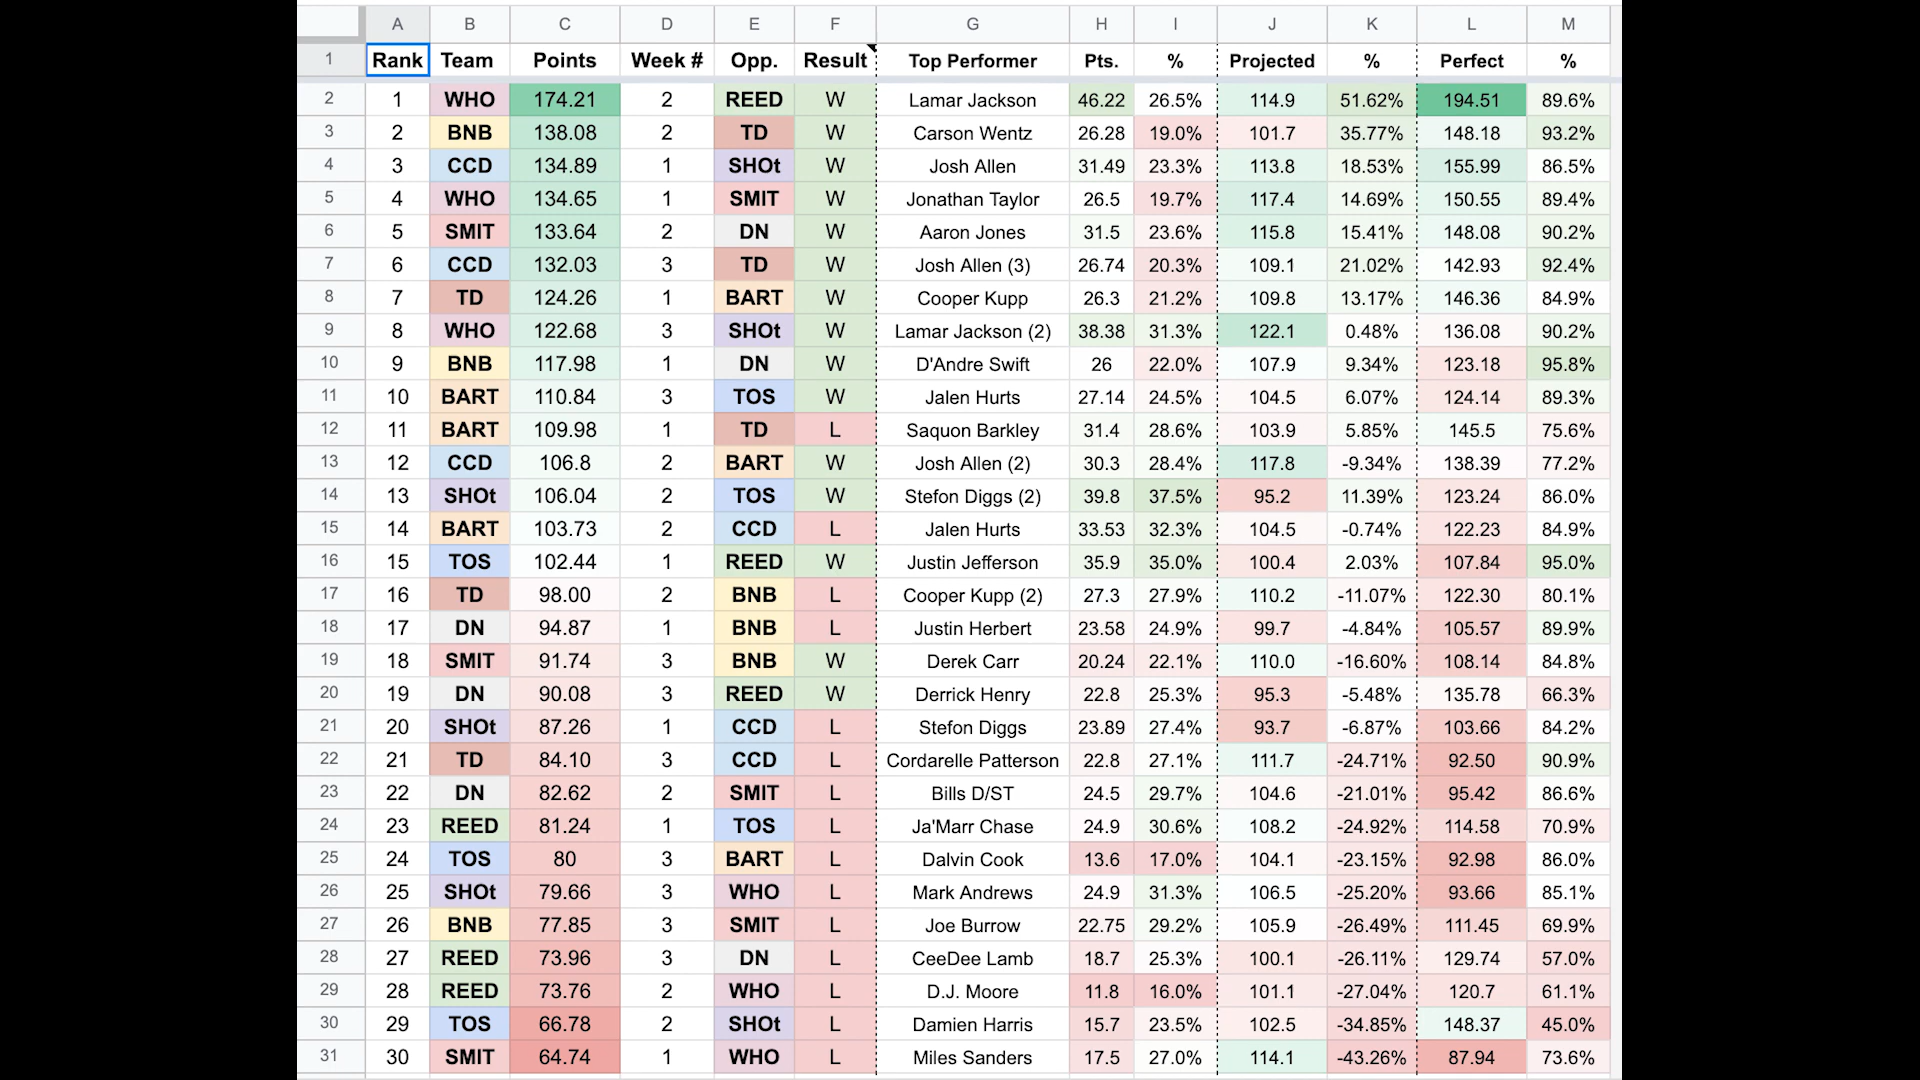 A B C D E F G H I J K L M
1 Rank Team Points Week # Opp. Result Top Performer Pts. % Projected % Perfect %
2 1 WHO 174.21 2 REED W Lamar Jackson 46.22 26.5% 114.9 51.62% 194.51 89.6%
3 2 BNB 138.08 2 TD W Carson Wentz 26.28 19.0% 101.7 35.77% 148.18 93.2%
4 3 CCD 134.89 1 SHOt W Josh Allen 31.49 23.3% 113.8 18.53% 155.99 86.5%
5 4 WHO 134.65 1 SMIT W Jonathan Taylor 26.5 19.7% 117.4 14.69% 150.55 89.4%
6 5 SMIT 133.64 2 DN W Aaron Jones 31.5 23.6% 115.8 15.41% 148.08 90.2%
7 6 CCD 132.03 3 TD W Josh Allen (3) 26.74 20.3% 109.1 21.02% 142.93 92.4%
8 7 TD 124.26 1 BART W Cooper Kupp 26.3 21.2% 109.8 13.17% 146.36 84.9%
9 8 WHO 122.68 3 SHOt W Lamar Jackson (2) 38.38 31.3% 122.1 0.48% 136.08 90.2%
10 9 BNB 117.98 1 DN W D'Andre Swift 26 22.0% 107.9 9.34% 123.18 95.8%
11 10 BART 110.84 3 TOS W Jalen Hurts 27.14 24.5% 104.5 6.07% 124.14 89.3%
12 11 BART 109.98 1 TD L Saquon Barkley 31.4 28.6% 103.9 5.85% 145.5 75.6%
13 12 CCD 106.8 2 BART W Josh Allen (2) 30.3 28.4% 117.8 -9.34% 138.39 77.2%
14 13 SHOt 106.04 2 TOS W Stefon Diggs (2) 39.8 37.5% 95.2 11.39% 123.24 86.0%
15 14 BART 103.73 2 CCD L Jalen Hurts 33.53 32.3% 104.5 -0.74% 122.23 84.9%
16 15 TOS 102.44 1 REED W Justin Jefferson 35.9 35.0% 100.4 2.03% 107.84 95.0%
17 16 TD 98.00 2 BNB L Cooper Kupp (2) 27.3 27.9% 110.2 -11.07% 122.30 80.1%
18 17 DN 94.87 1 BNB L Justin Herbert 23.58 24.9% 99.7 -4.84% 105.57 89.9%
19 18 SMIT 91.74 3 BNB W Derek Carr 20.24 22.1% 110.0 -16.60% 108.14 84.8%
20 19 DN 90.08 3 REED W Derrick Henry 22.8 25.3% 95.3 -5.48% 135.78 66.3%
21 20 SHOt 87.26 1 CCD L Stefon Diggs 23.89 27.4% 93.7 -6.87% 103.66 84.2%
22 21 TD 84.10 3 CCD L Cordarelle Patterson 22.8 27.1% 111.7 -24.71% 92.50 90.9%
23 22 DN 82.62 2 SMIT L Bills D/ST 24.5 29.7% 104.6 -21.01% 95.42 86.6%
24 23 REED 81.24 1 TOS L Ja'Marr Chase 24.9 30.6% 108.2 -24.92% 114.58 70.9%
25 24 TOS 80 3 BART L Dalvin Cook 13.6 17.0% 104.1 -23.15% 92.98 86.0%
26 25 SHOt 79.66 3 WHO L Mark Andrews 24.9 31.3% 106.5 -25.20% 93.66 85.1%
27 26 BNB 77.85 3 SMIT L Joe Burrow 22.75 29.2% 105.9 -26.49% 111.45 69.9%
28 27 REED 73.96 3 DN L CeeDee Lamb 18.7 25.3% 100.1 -26.11% 129.74 57.0%
29 28 REED 73.76 2 WHO L D.J. Moore 11.8 16.0% 101.1 -27.04% 120.7 61.1%
30 29 TOS 66.78 2 SHOt L Damien Harris 15.7 23.5% 102.5 -34.85% 148.37 45.0%
31 30 SMIT 64.74 1 WHO L Miles Sanders 17.5 27.0% 114.1 -43.26% 87.94 73.6%